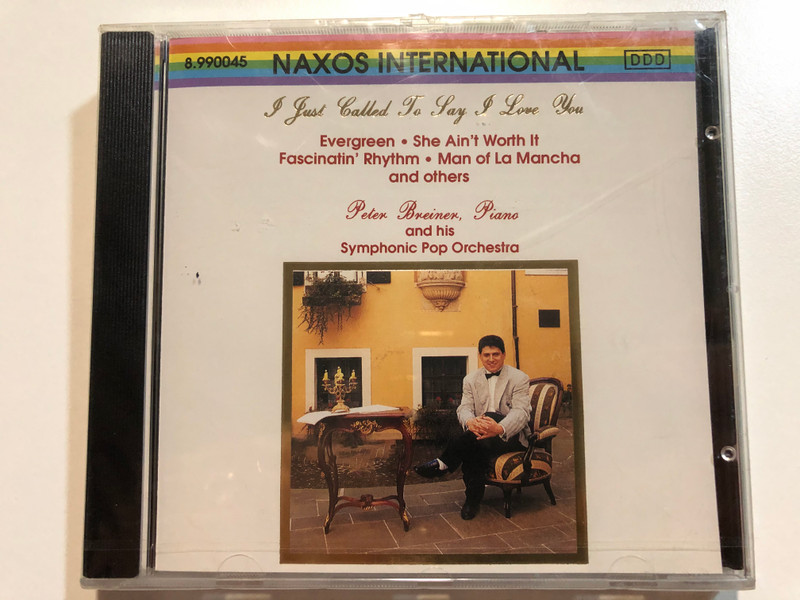 8.990045 NAXOS INTERNATIONAL DDD
I Just Called To Say I Love You
Evergreen • She Ain't Worth It
Fascinatin' Rhythm • Man of La Mancha
and others
Peter Breiner, Piano
and his
Symphonic Pop Orchestra